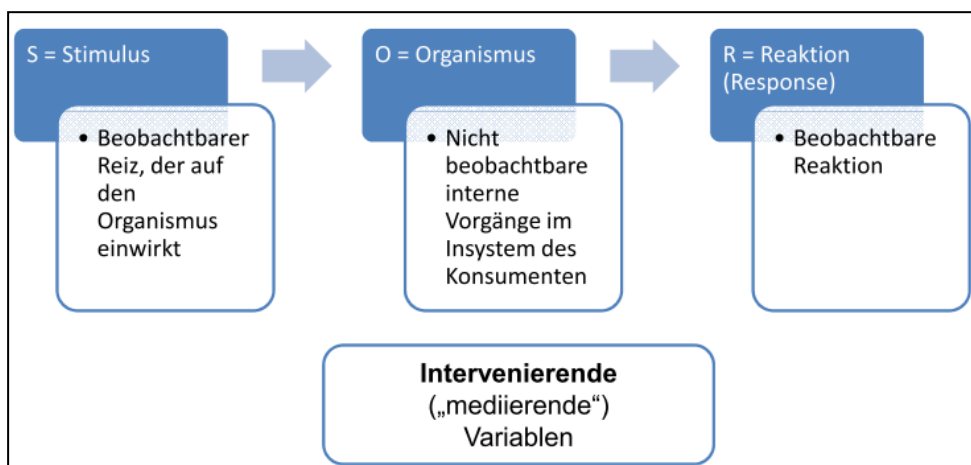 S = Stimulus
• Beobachtbarer
Reiz, der auf
den
Organismus
einwirkt
O = Organismus
• Nicht
beobachtbare
interne
Vorgänge im
Insystem des
Konsumenten
R = Reaktion
(Response)
• Beobachtbare
Reaktion
Intervenierende
(„mediierende“)
Variablen